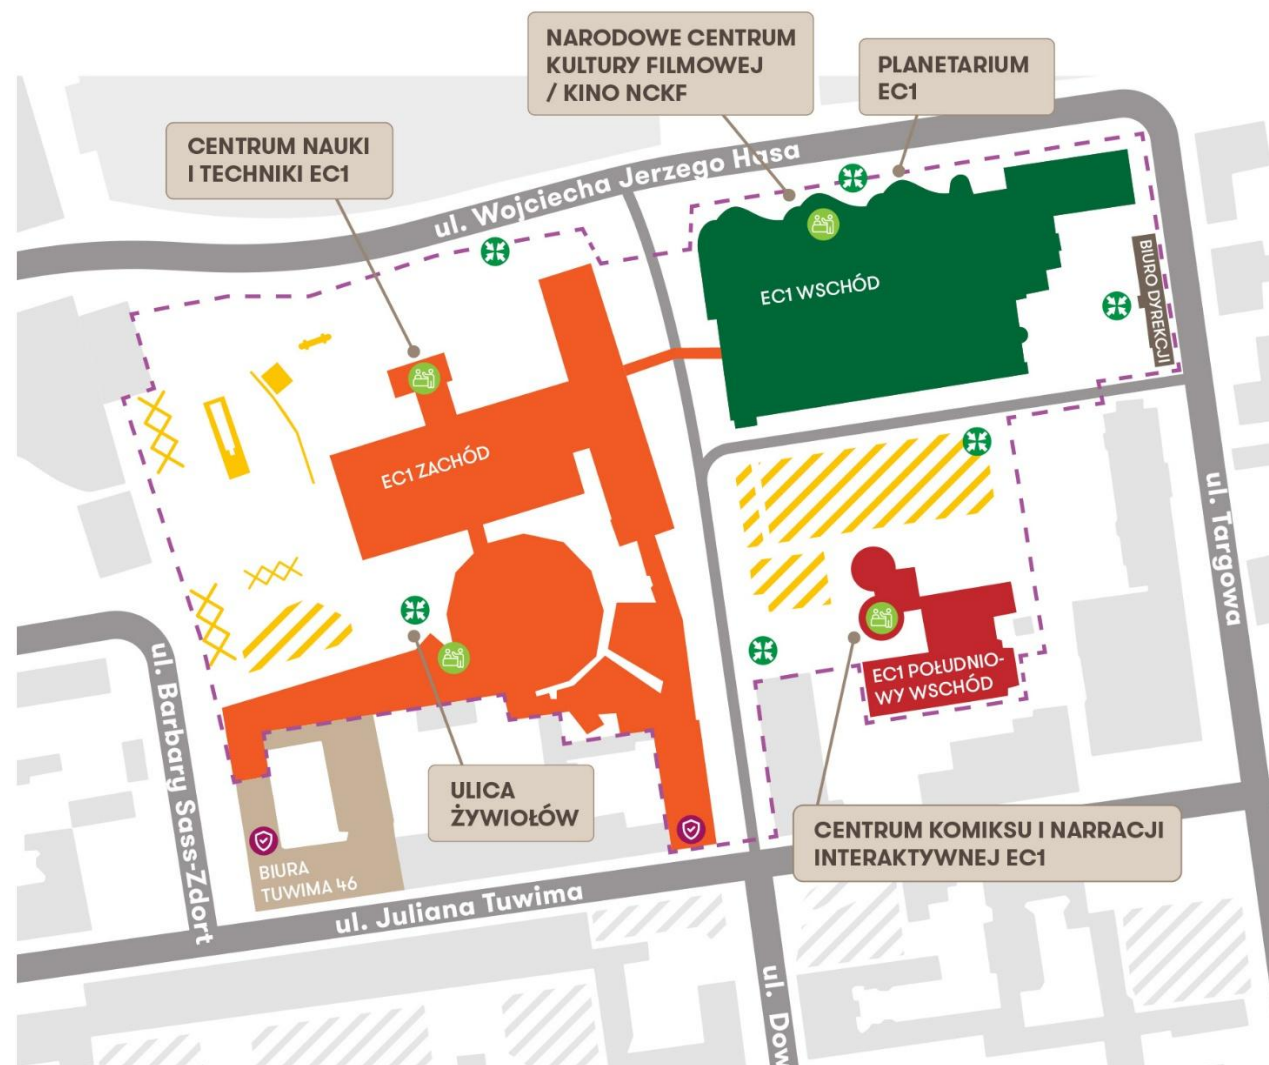 NARODOWE CENTRUM
KULTURY FILMOWEJ
/ KINO NCKF
PLANETARIUM
EC1
CENTRUM NAUKI
I TECHNIKI EC1
ul. Wojciecha Jerzego Hasa
EC1 WSCHÓD
BIURO DYREKCJI
EC1 ZACHÓD
ul. Targowa
ul. Barbary Sass-Zdort
EC1 POŁUDNIO-
WY WSCHÓD
ULICA
ŻYWIOŁÓW
CENTRUM KOMIKSU I NARRACJI
INTERAKTYWNEJ EC1
BIURA
TUWIMA 46
ul. Juliana Tuwima
ul. Dow